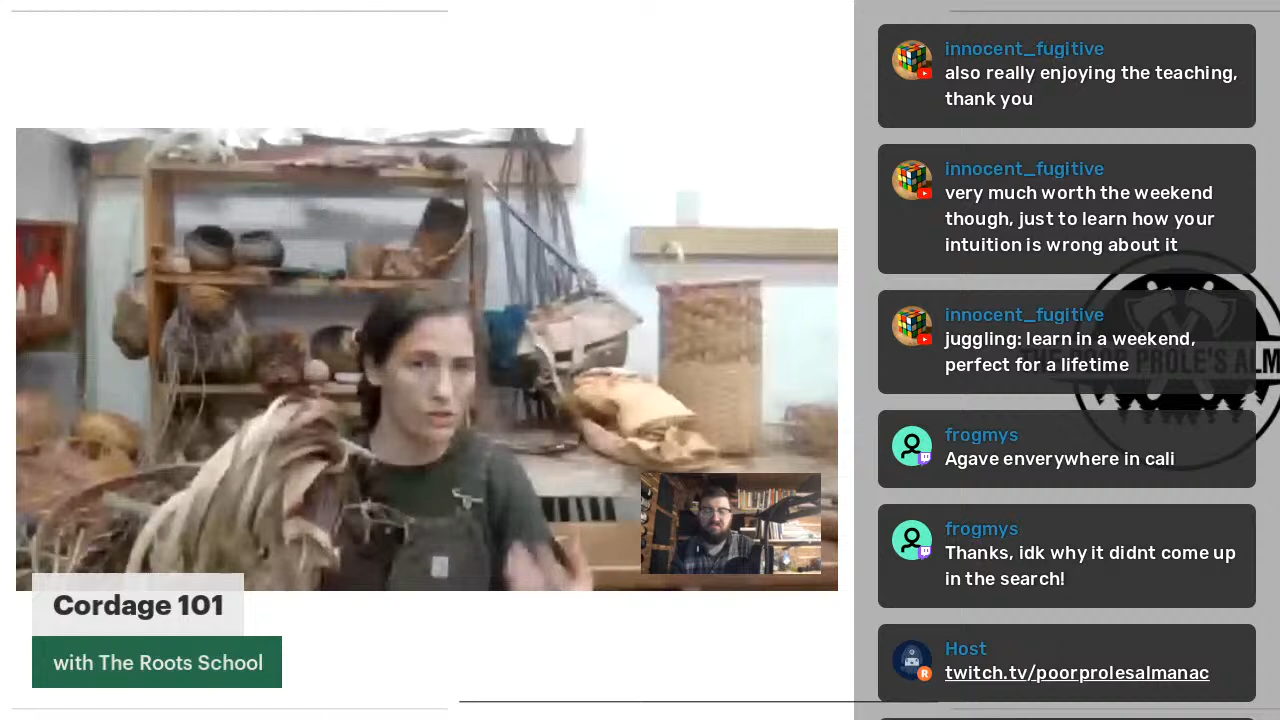 innocent_fugitive
also really enjoying the teaching,
thank you
innocent_fugitive
very much worth the weekend
though, just to learn how your
intuition is wrong about it
innocent_fugitive
juggling: learn in a weekend,
perfect for a lifetime
PROLE'S ALM
frogmys
Agave enverywhere in cali
frogmys
Thanks, idk why it didnt come up
in the search!
Host
twitch.tv/poorprolesalmanac
Cordage 101
with The Roots School